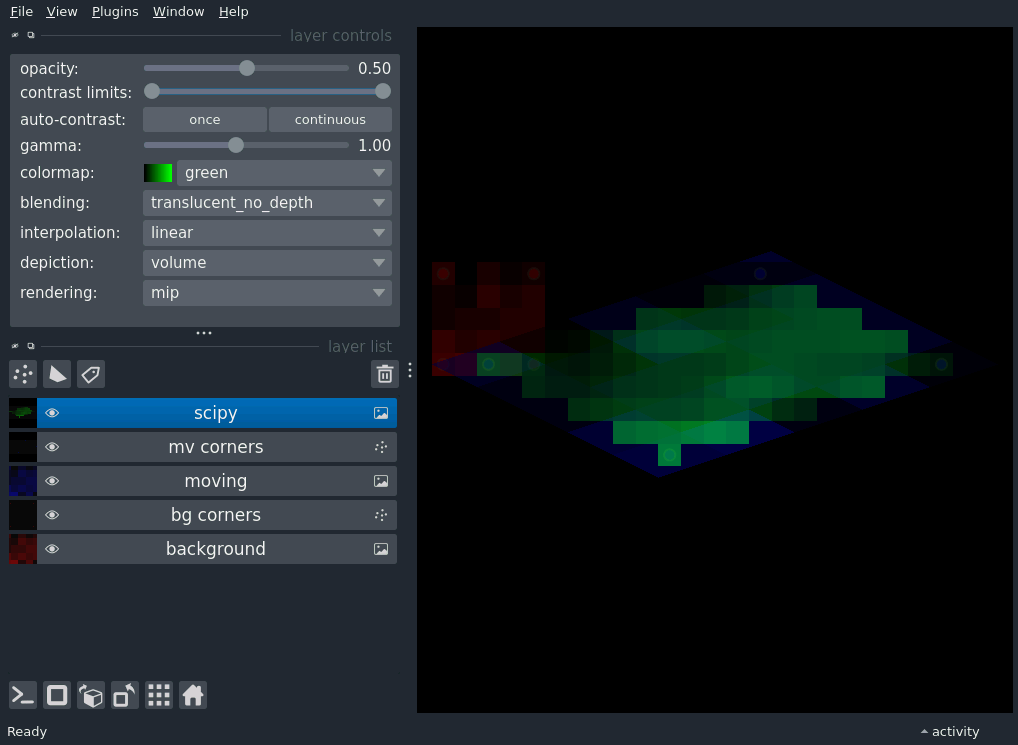 File View Plugins Window Help
layer controls
opacity: 0.50
contrast limits:
auto-contrast: once continuous
gamma: 1.00
colormap: green
blending: translucent_no_depth
interpolation: linear
depiction: volume
rendering: mip
layer list
scipy
mv corners
moving
bg corners
background
Ready activity